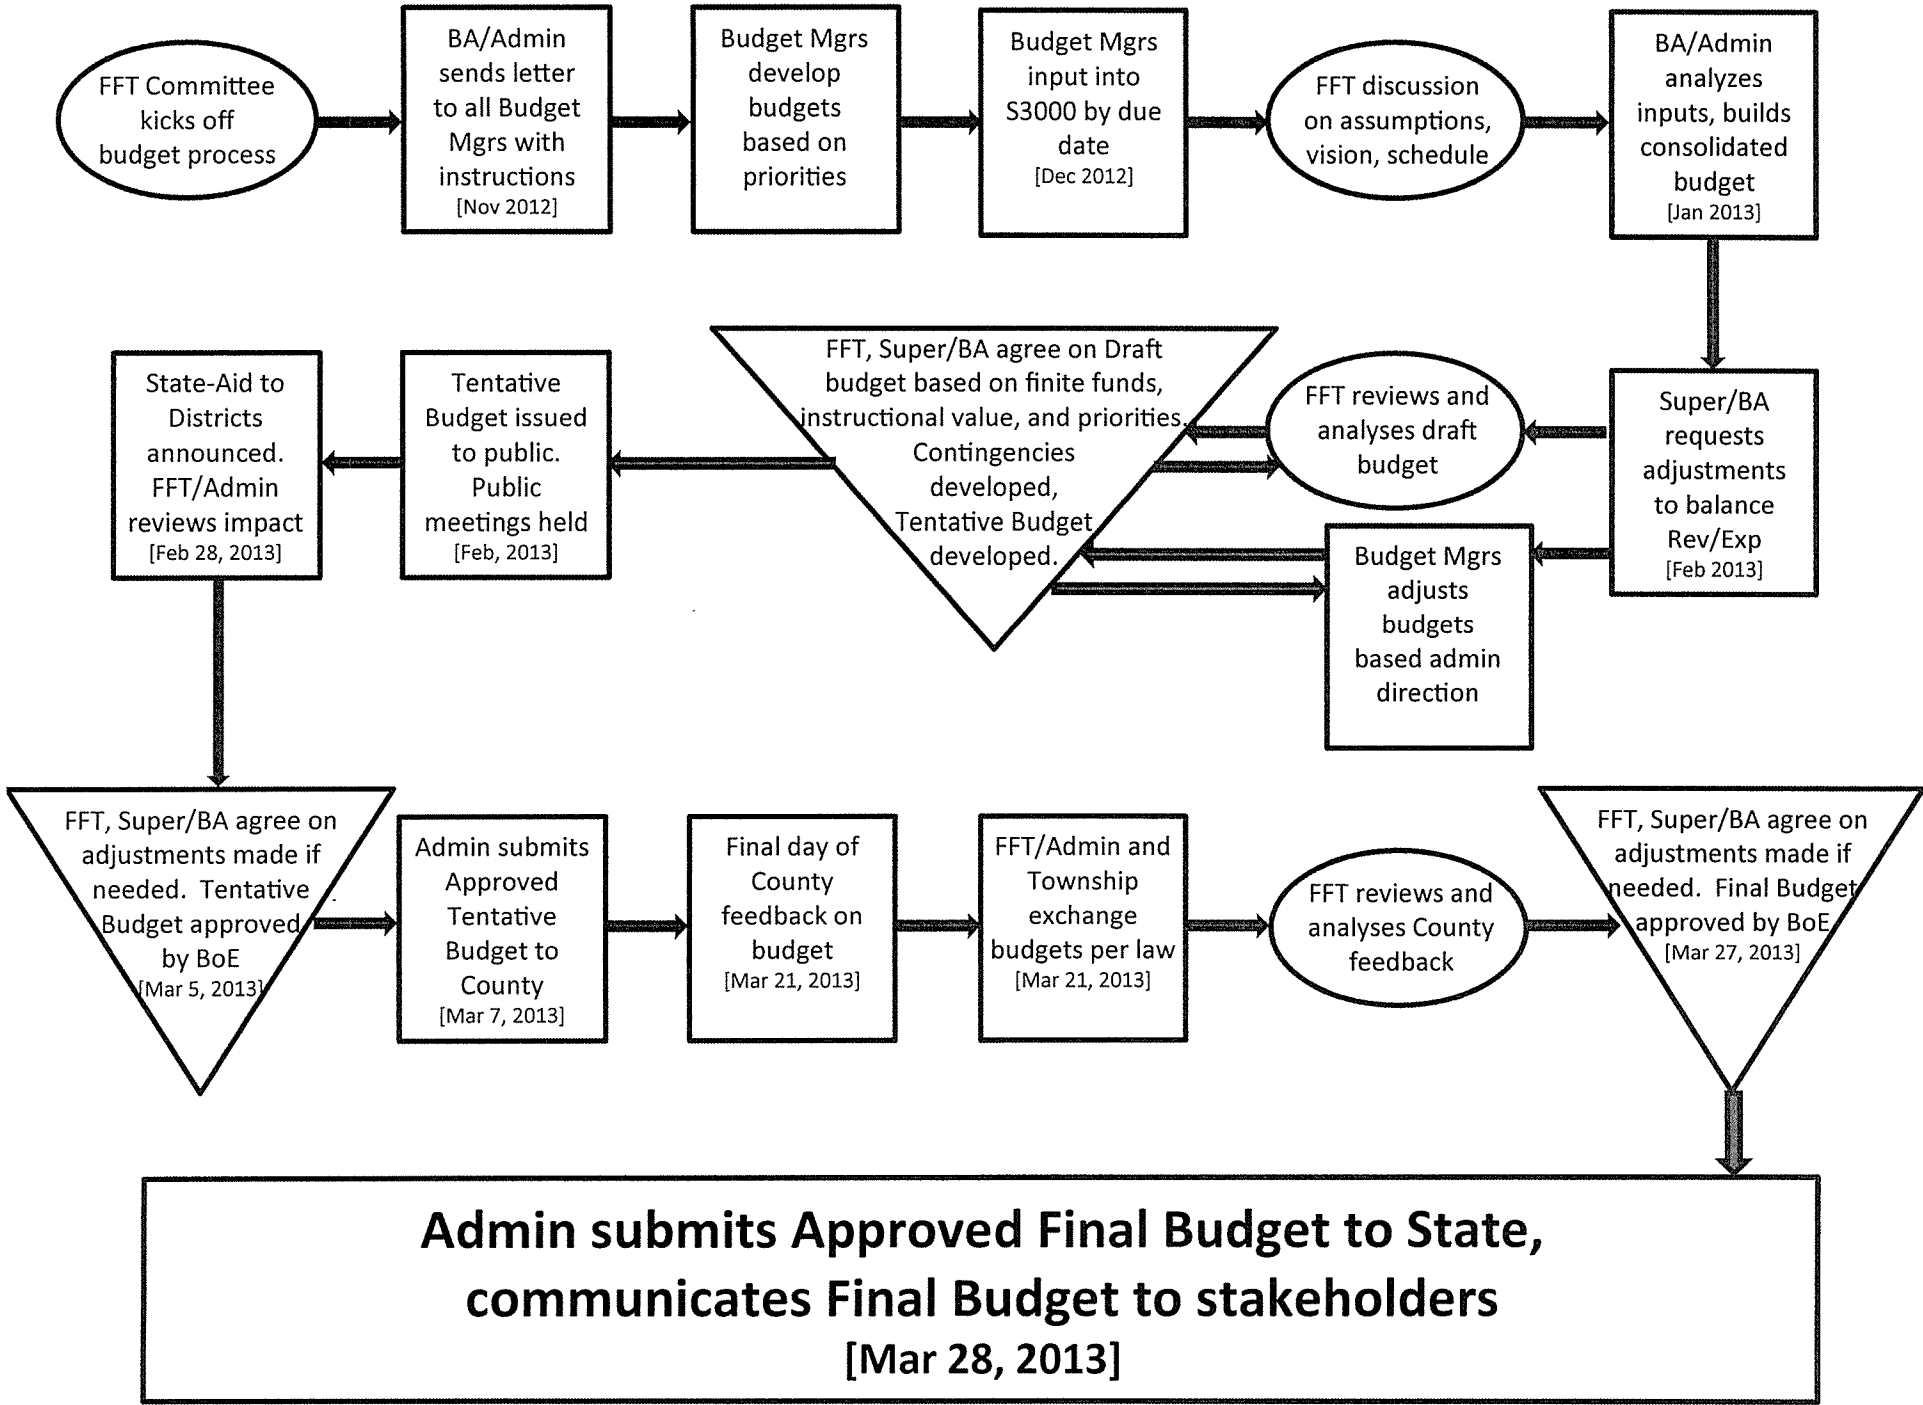 FFT Committee
kicks off
budget process
BA/Admin
sends letter
to all Budget
Mgrs with
instructions
[Nov 2012]
Budget Mgrs
develop
budgets
based on
priorities
Budget Mgrs
input into
S3000 by due
date
[Dec 2012]
FFT discussion
on assumptions,
vision, schedule
BA/Admin
analyzes
inputs, builds
consolidated
budget
[Jan 2013]
Super/BA
requests
adjustments
to balance
Rev/Exp
[Feb 2013]
FFT reviews and
analyses draft
budget
Budget Mgrs
adjusts
budgets
based admin
direction
FFT, Super/BA agree on Draft
budget based on finite funds,
instructional value, and priorities.
Contingencies
developed,
Tentative Budget
developed.
Tentative
Budget issued
to public.
Public
meetings held
[Feb, 2013]
State-Aid to
Districts
announced.
FFT/Admin
reviews impact
[Feb 28, 2013]
FFT, Super/BA agree on
adjustments made if
needed. Tentative
Budget approved
by BoE
[Mar 5, 2013]
Admin submits
Approved
Tentative
Budget to
County
[Mar 7, 2013]
Final day of
County
feedback on
budget
[Mar 21, 2013]
FFT/Admin and
Township
exchange
budgets per law
[Mar 21, 2013]
FFT reviews and
analyses County
feedback
FFT, Super/BA agree on
adjustments made if
needed. Final Budget
approved by BoE
[Mar 27, 2013]
Admin submits Approved Final Budget to State,
communicates Final Budget to stakeholders
[Mar 28, 2013]